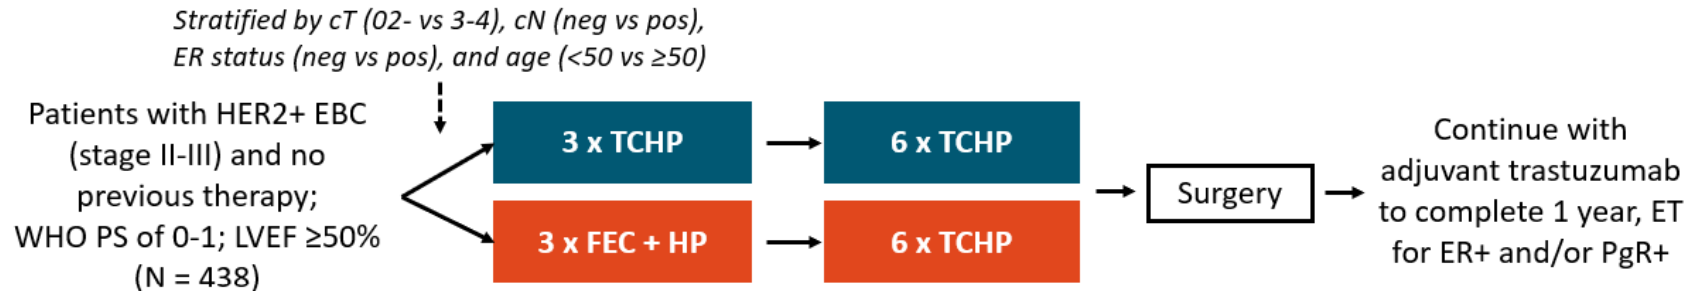 Stratified by cT (02- vs 3-4), cN (neg vs pos),
ER status (neg vs pos), and age (<50 vs ≥50)
Patients with HER2+ EBC
(stage II-III) and no
previous therapy;
WHO PS of 0-1; LVEF ≥50%
(N = 438)
3 x TCHP
6 x TCHP
3 x FEC + HP
6 x TCHP
Surgery
Continue with
adjuvant trastuzumab
to complete 1 year, ET
for ER+ and/or PgR+